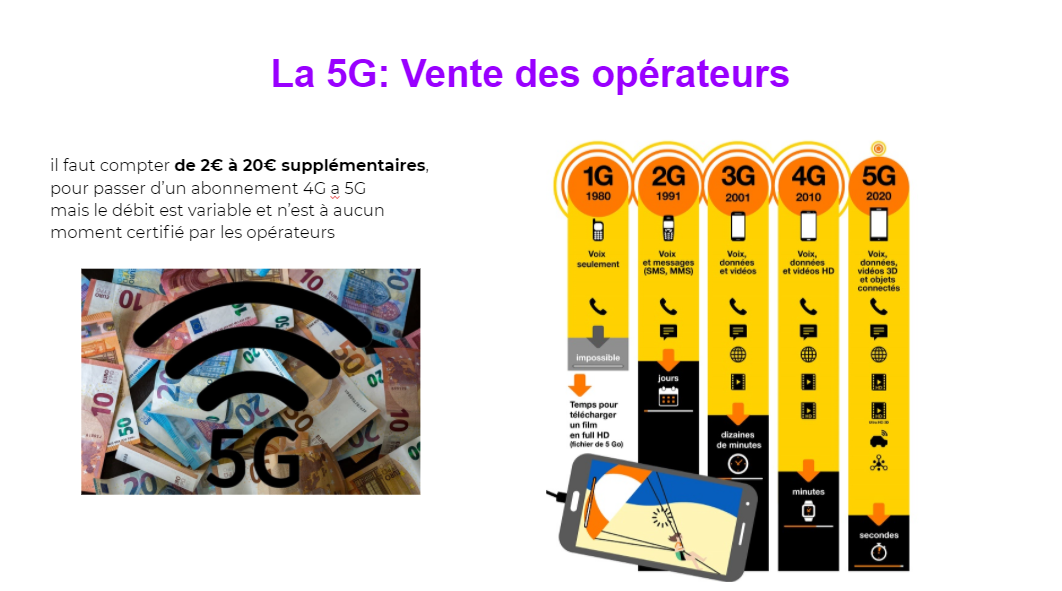 La 5G: Vente des opérateurs
il faut compter de 2€ à 20€ supplémentaires,
pour passer d’un abonnement 4G a 5G
mais le débit est variable et n’est à aucun
moment certifié par les opérateurs
5G
1G
1980
Voix
seulement
impossible
Temps pour
télécharger
un film
en full HD
(fichier de 5 Go)
2G
1991
Voix
et messages
(SMS, MMS)
jours
3G
2001
Voix,
données
et vidéos
dizaines
de minutes
4G
2010
Voix,
données
et vidéos HD
HD
minutes
5G
2020
Voix,
données,
vidéos 3D
et objets
connectés
HD
secondes